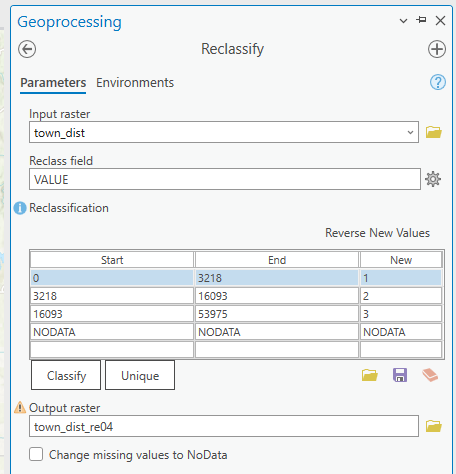 Geoprocessing
Reclassify
Parameters Environments
Input raster
town_dist
Reclass field
VALUE
Reclassification
Reverse New Values
Start End New
0 3218 1
3218 16093 2
16093 53975 3
NODATA NODATA NODATA
Classify Unique
Output raster
town_dist_re04
Change missing values to NoData